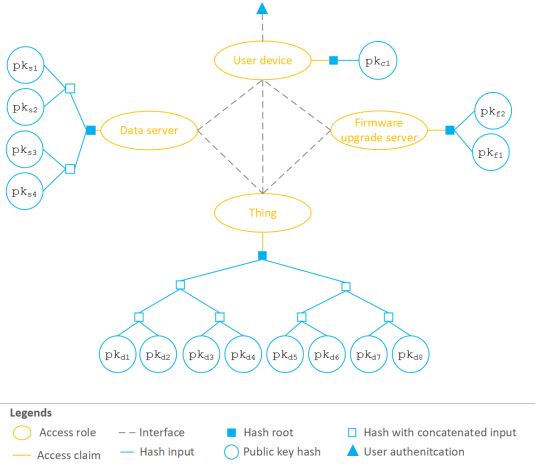 User device
pk_c1
pk_s1
pk_s2
pk_s3
pk_s4
Data server
Firmware
upgrade server
pk_f2
pk_f1
Thing
pk_d1 pk_d2 pk_d3 pk_d4 pk_d5 pk_d6 pk_d7 pk_d8
Legends
Access role
Interface
Hash root
Hash with concatenated input
Access claim
Hash input
Public key hash
User authenitcation